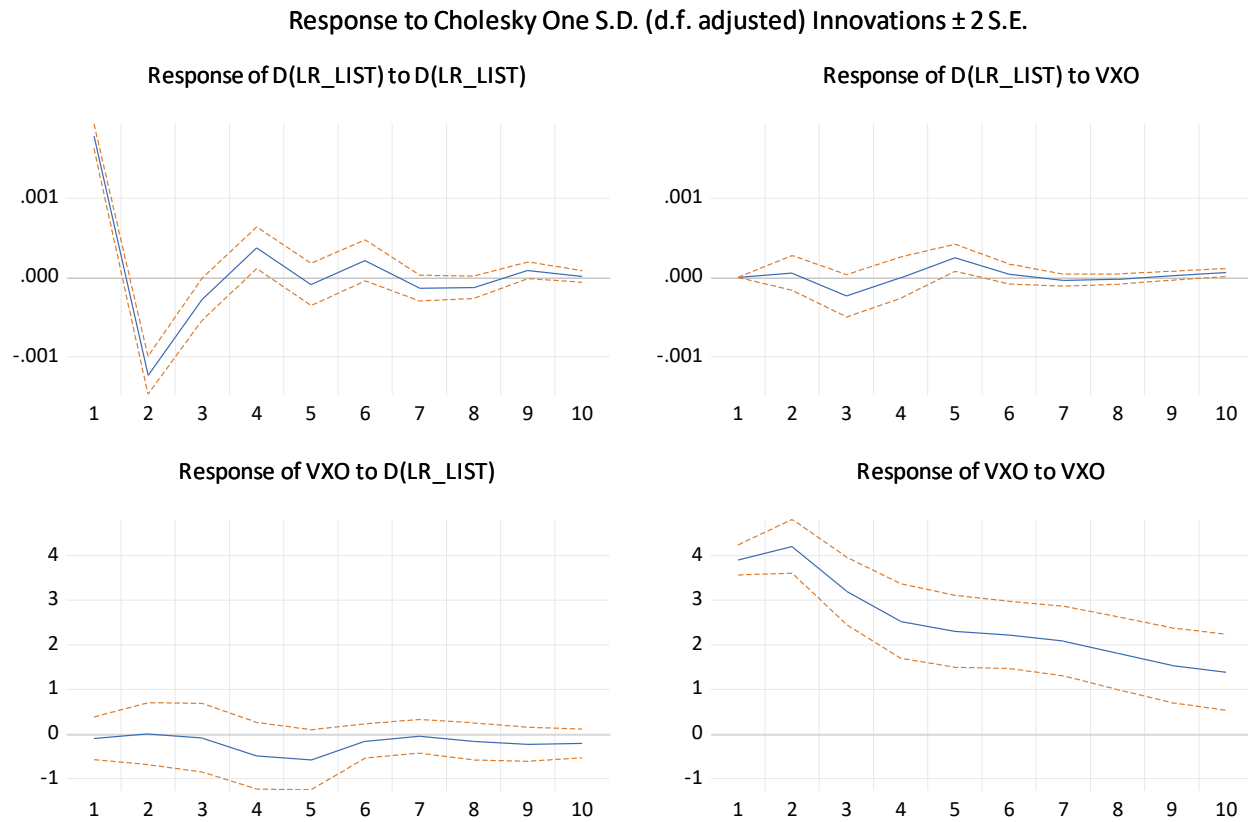 Response to Cholesky One S.D. (d.f. adjusted) Innovations ± 2 S.E.
Response of D(LR_LIST) to D(LR_LIST)
.001
.000
-.001
1 2 3 4 5 6 7 8 9 10
Response of D(LR_LIST) to VXO
.001
.000
-.001
1 2 3 4 5 6 7 8 9 10
Response of VXO to D(LR_LIST)
4
3
2
1
0
-1
1 2 3 4 5 6 7 8 9 10
Response of VXO to VXO
4
3
2
1
0
-1
1 2 3 4 5 6 7 8 9 10